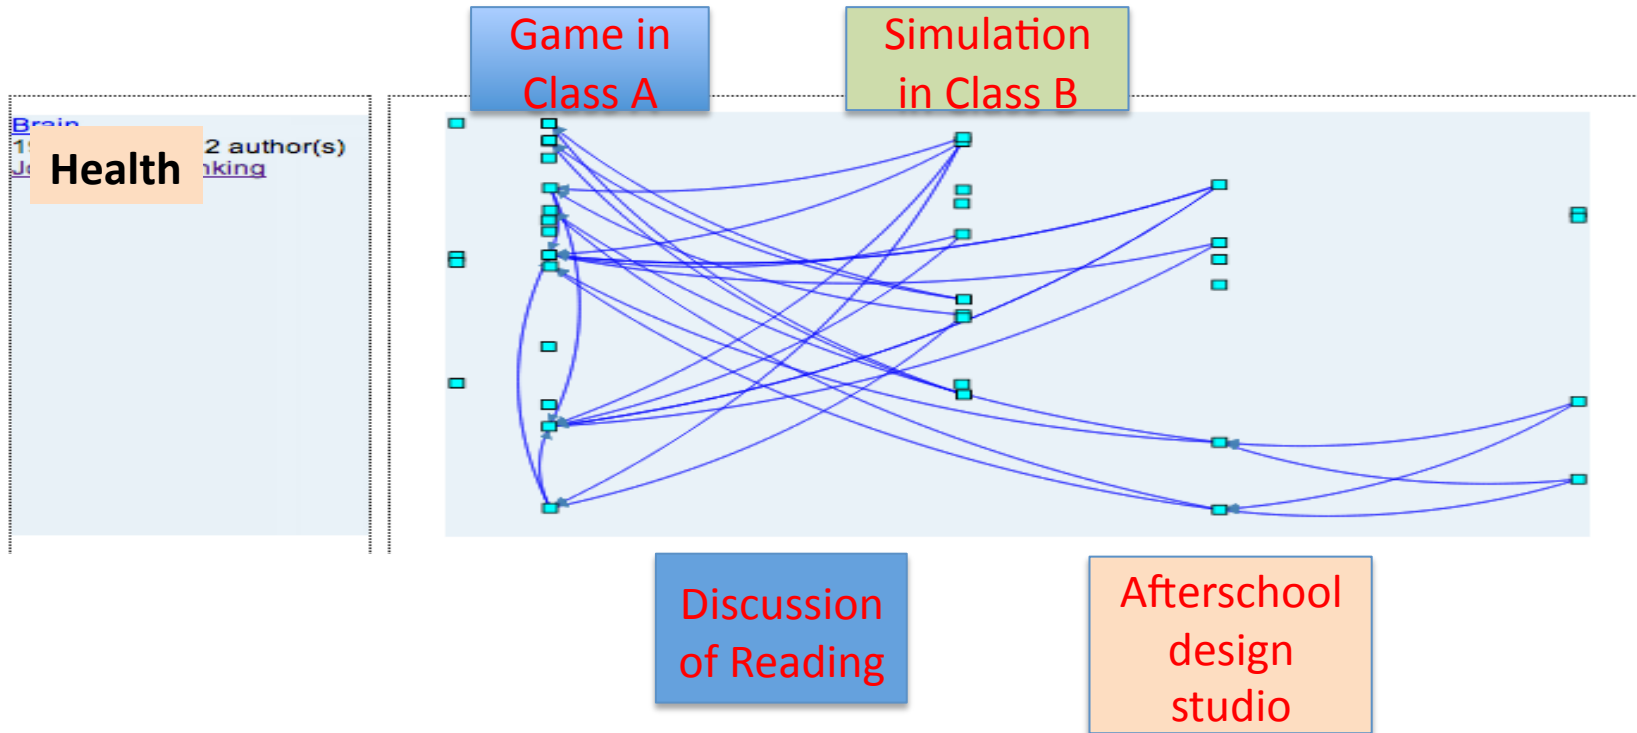 Game in
Class A
Simulation
in Class B
Brain
2 author(s)
Health
Discussion
of Reading
Afterschool
design
studio